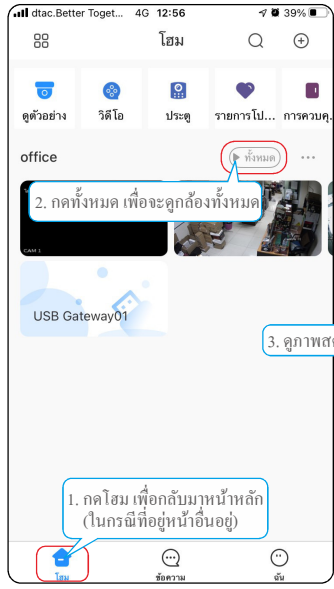 dtac.Better Toget... 4G 12:56 39%
โฮม
ดูตัวอย่าง วิดีโอ ประตู รายการโป... การควบคุ.
office ทั้งหมด ...
2. กดทั้งหมด เพื่อจะดูกล้องทั้งหมด
CAM 1
USB Gateway01
3. ดูภาพสด
1. กดโฮม เพื่อกลับมาหน้าหลัก
(ในกรณีที่อยู่หน้าอื่นอยู่)
โฮม ข้อความ ฉัน